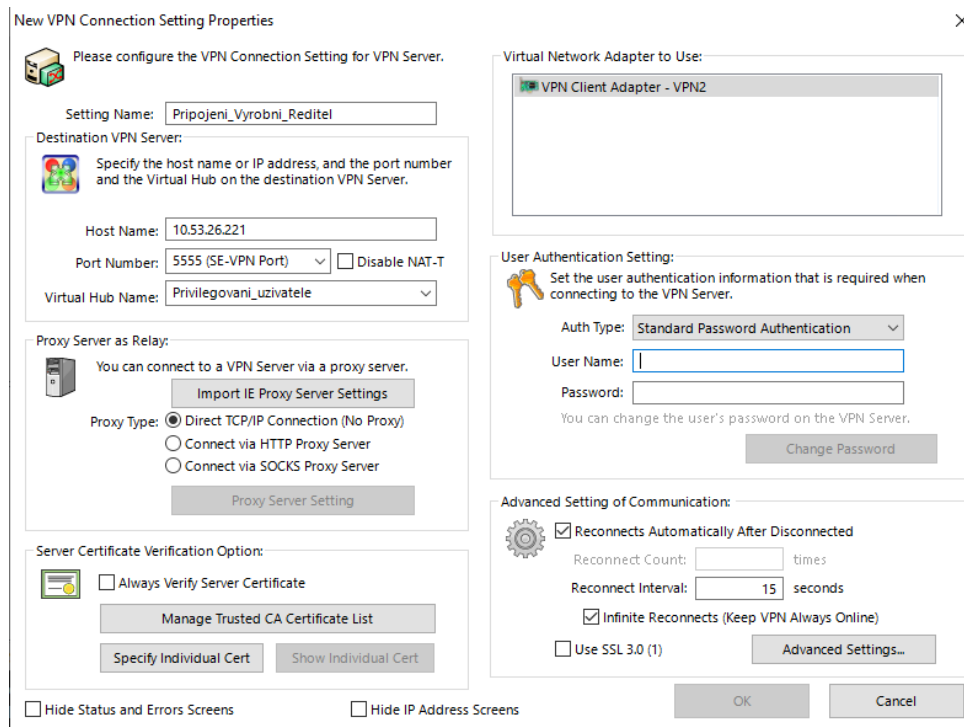 New VPN Connection Setting Properties
Please configure the VPN Connection Setting for VPN Server.
Setting Name: Pripojeni_Vyrobni_Reditel
Destination VPN Server:
Specify the host name or IP address, and the port number
and the Virtual Hub on the destination VPN Server.
Host Name: 10.53.26.221
Port Number: 5555 (SE-VPN Port) Disable NAT-T
Virtual Hub Name: Privilegovani_uzivatele
Proxy Server as Relay:
You can connect to a VPN Server via a proxy server.
Import IE Proxy Server Settings
Proxy Type: Direct TCP/IP Connection (No Proxy)
Connect via HTTP Proxy Server
Connect via SOCKS Proxy Server
Proxy Server Setting
Server Certificate Verification Option:
Always Verify Server Certificate
Manage Trusted CA Certificate List
Specify Individual Cert Show Individual Cert
Hide Status and Errors Screens Hide IP Address Screens
Virtual Network Adapter to Use:
VPN Client Adapter - VPN2
User Authentication Setting:
Set the user authentication information that is required when
connecting to the VPN Server.
Auth Type: Standard Password Authentication
User Name:
Password:
You can change the user's password on the VPN Server.
Change Password
Advanced Setting of Communication:
Reconnects Automatically After Disconnected
Reconnect Count: times
Reconnect Interval: 15 seconds
Infinite Reconnects (Keep VPN Always Online)
Use SSL 3.0 (1) Advanced Settings...
OK Cancel